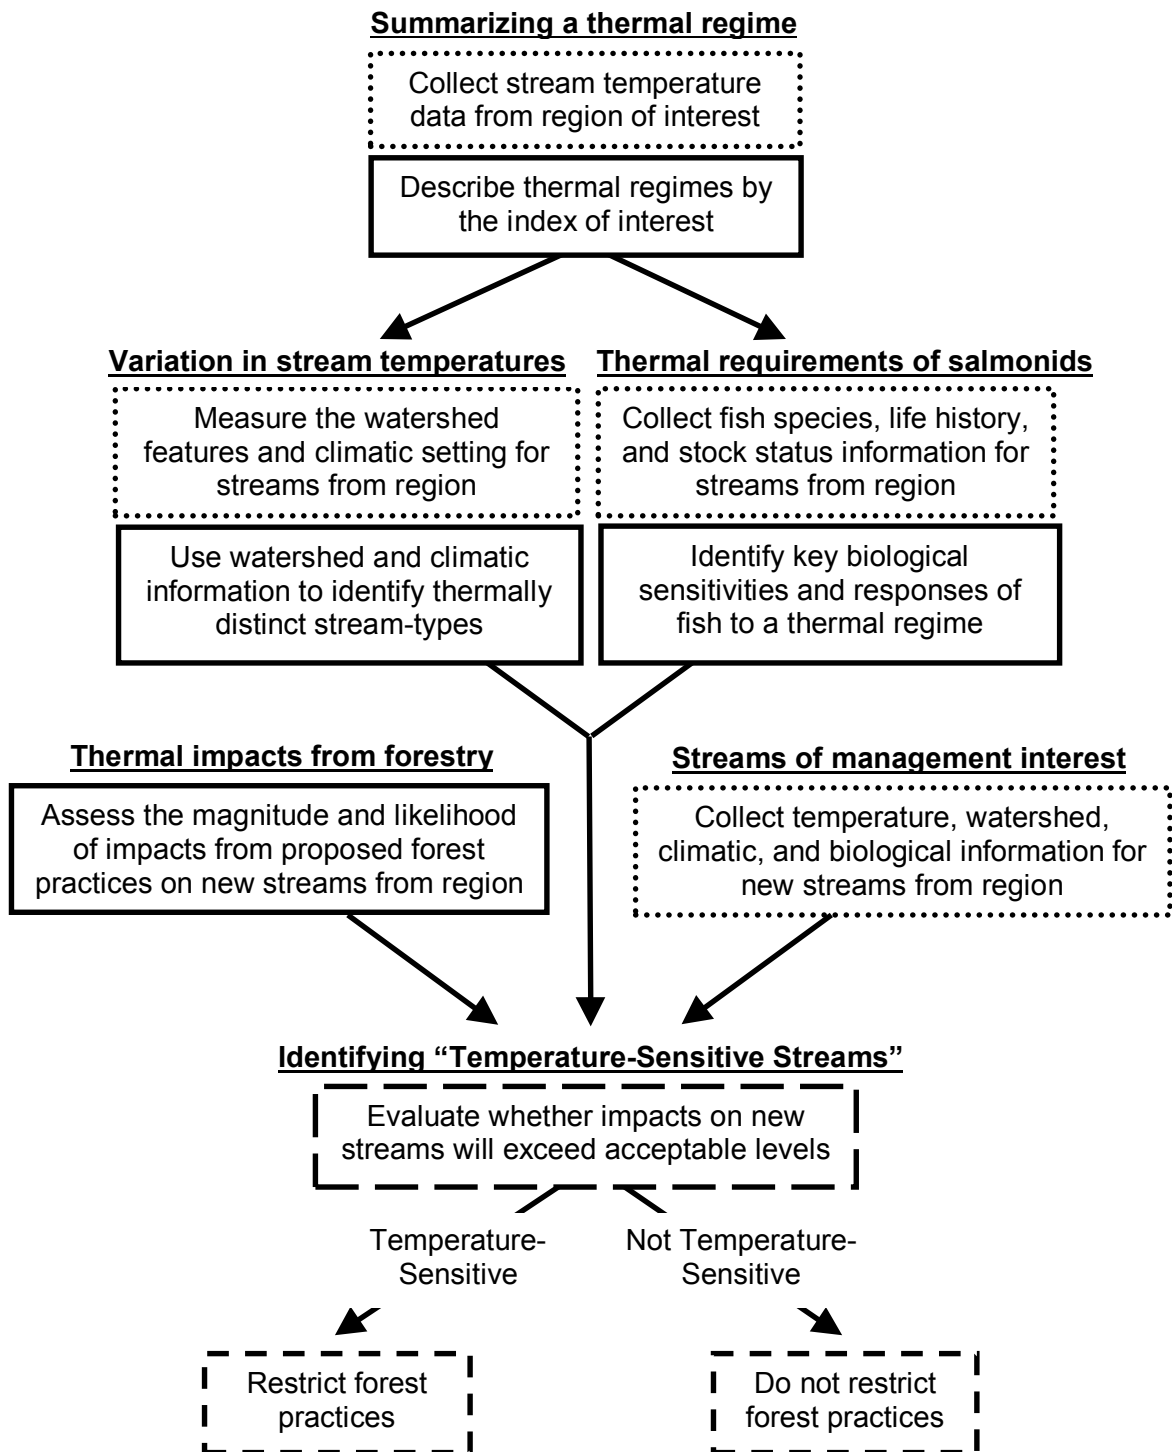 Summarizing a thermal regime
Collect stream temperature
data from region of interest
Describe thermal regimes by
the index of interest
Variation in stream temperatures
Measure the watershed
features and climatic setting for
streams from region
Use watershed and climatic
information to identify thermally
distinct stream-types
Thermal requirements of salmonids
Collect fish species, life history,
and stock status information for
streams from region
Identify key biological
sensitivities and responses of
fish to a thermal regime
Thermal impacts from forestry
Assess the magnitude and likelihood
of impacts from proposed forest
practices on new streams from region
Streams of management interest
Collect temperature, watershed,
climatic, and biological information for
new streams from region
Identifying “Temperature-Sensitive Streams”
Evaluate whether impacts on new
streams will exceed acceptable levels
Temperature-
Sensitive
Not Temperature-
Sensitive
Restrict forest
practices
Do not restrict
forest practices